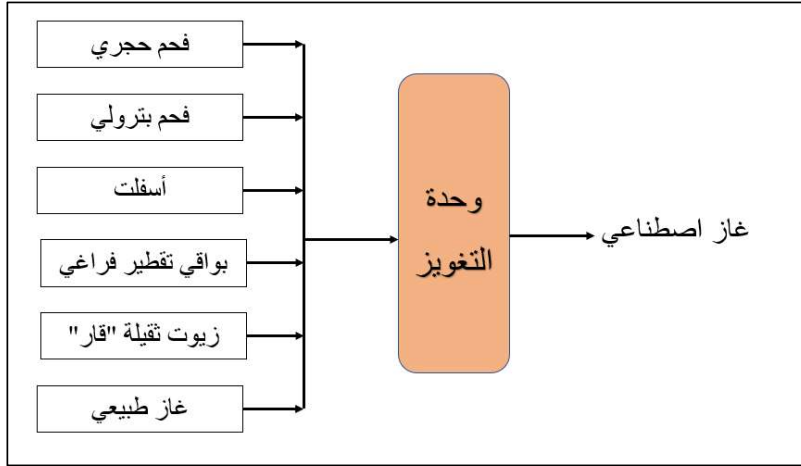 فحم حجري
فحم بترولي
أسفلت
بواقي تقطير فراغي
زيوت ثقيلة "قار"
غاز طبيعي
وحدة
التغويز
غاز اصطناعي